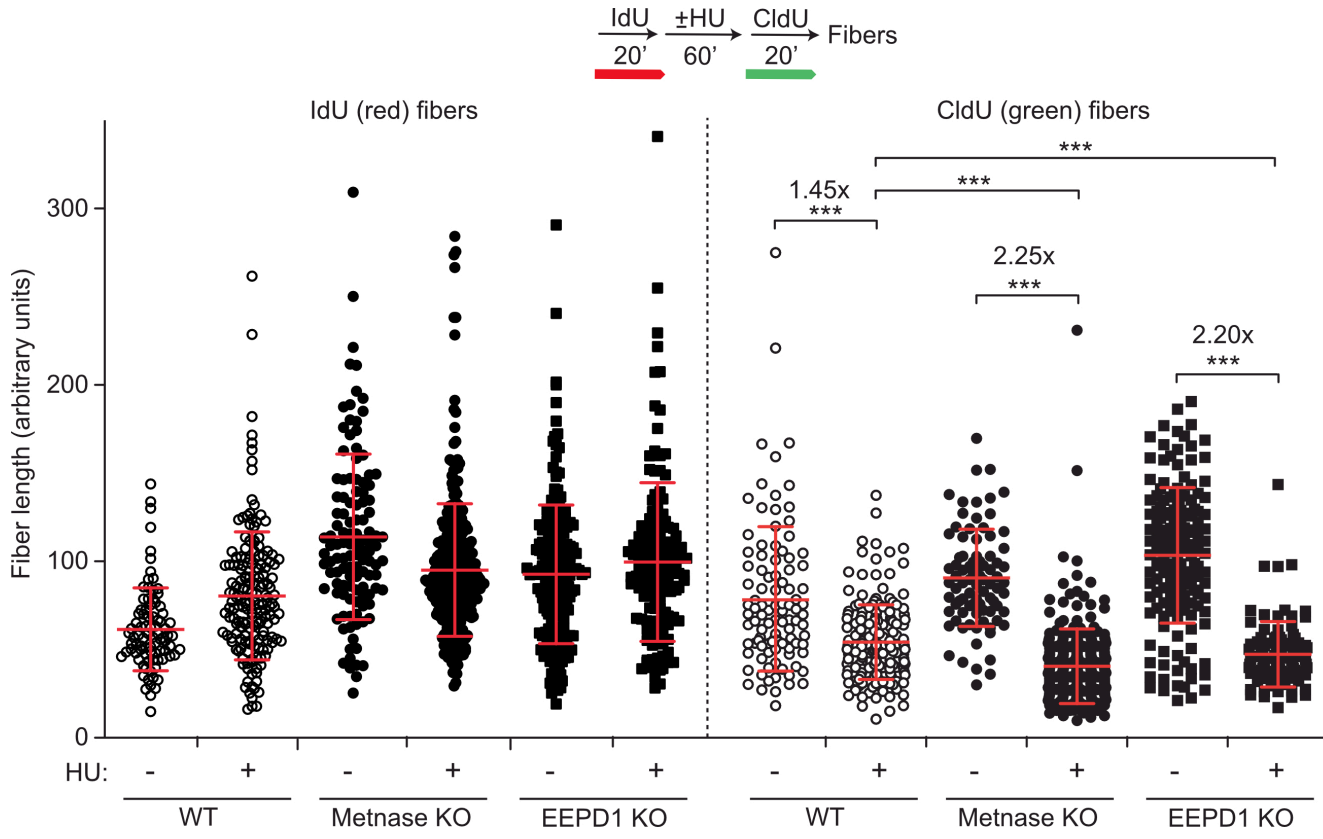 IdU ±HU CldU Fibers
20’ 60’ 20’
IdU (red) fibers CldU (green) fibers
Fiber length (arbitrary units)
300
200
100
0
***
***
1.45x
***
2.25x
***
2.20x
***
HU: - + - + - + - + - + - +
WT Metnase KO EEPD1 KO WT Metnase KO EEPD1 KO